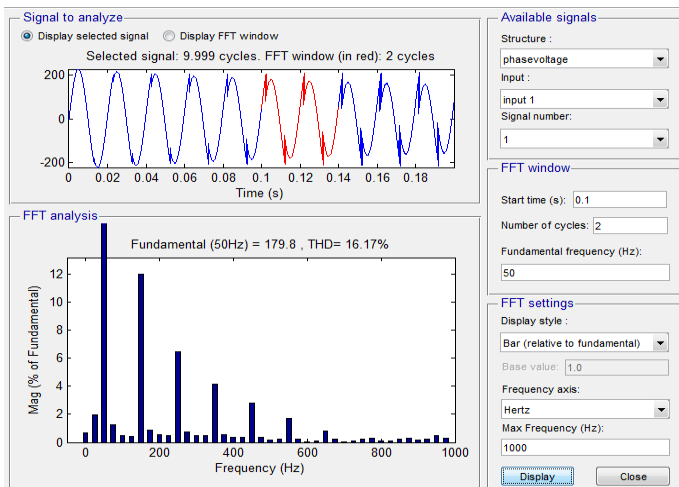 Signal to analyze
Display selected signal
Display FFT window
Selected signal: 9.999 cycles. FFT window (in red): 2 cycles
200
0
-200
0 0.02 0.04 0.06 0.08 0.1 0.12 0.14 0.16 0.18
Time (s)
FFT analysis
Fundamental (50Hz) = 179.8 , THD= 16.17%
Mag (% of Fundamental)
12
10
8
6
4
2
0
0 200 400 600 800 1000
Frequency (Hz)
Available signals
Structure :
phasevoltage
Input :
input 1
Signal number:
1
FFT window
Start time (s): 0.1
Number of cycles: 2
Fundamental frequency (Hz):
50
FFT settings
Display style :
Bar (relative to fundamental)
Base value: 1.0
Frequency axis:
Hertz
Max Frequency (Hz):
1000
Display
Close